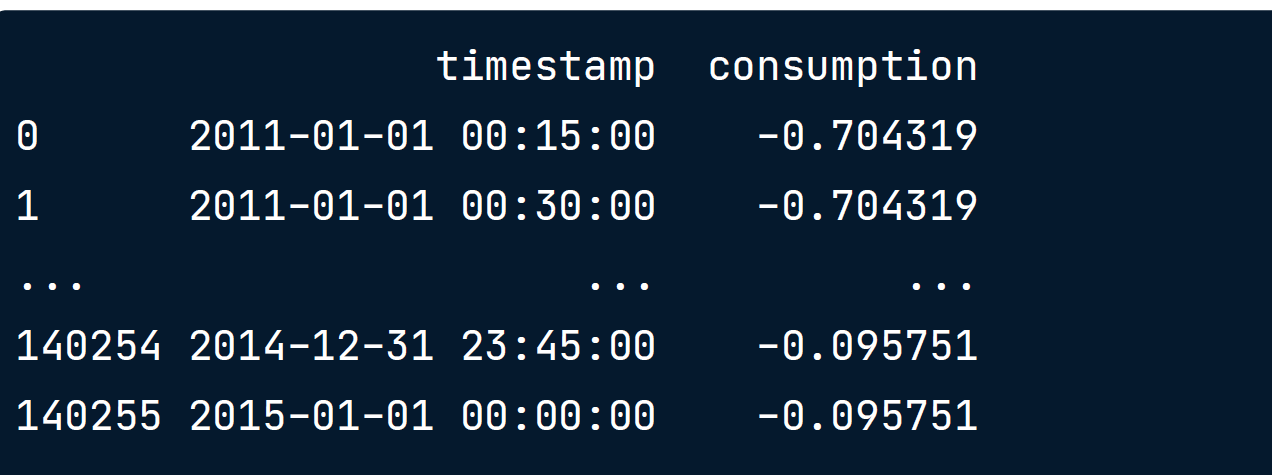 timestamp consumption
0 2011-01-01 00:15:00 -0.704319
1 2011-01-01 00:30:00 -0.704319
... ... ...
140254 2014-12-31 23:45:00 -0.095751
140255 2015-01-01 00:00:00 -0.095751